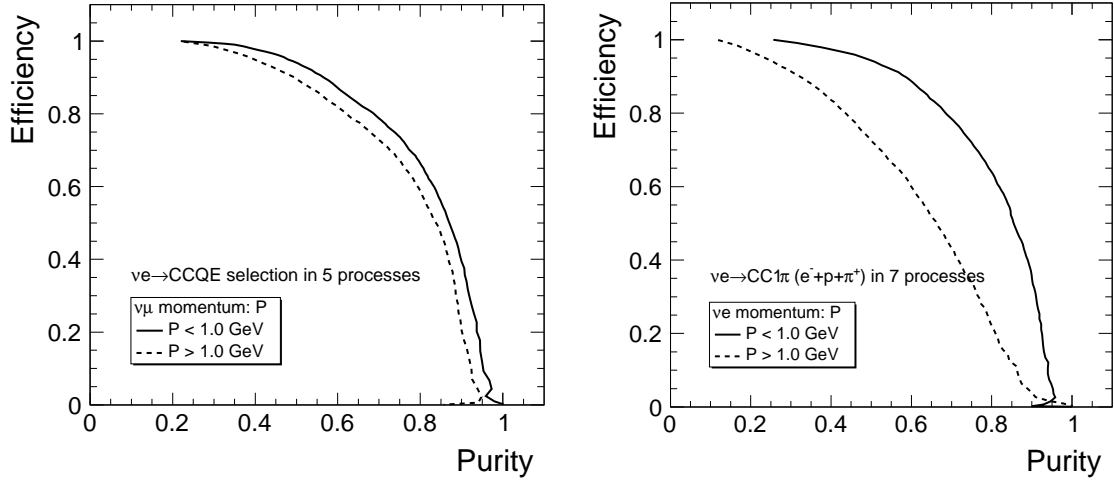 Efficiency
1
0.8
0.6
0.4
0.2
0
νe→CCQE selection in 5 processes
νμ momentum: P
P < 1.0 GeV
P > 1.0 GeV
0 0.2 0.4 0.6 0.8 1
Purity
Efficiency
1
0.8
0.6
0.4
0.2
0
νe→CC1π (e⁻+p+π⁺) in 7 processes
νe momentum: P
P < 1.0 GeV
P > 1.0 GeV
0 0.2 0.4 0.6 0.8 1
Purity